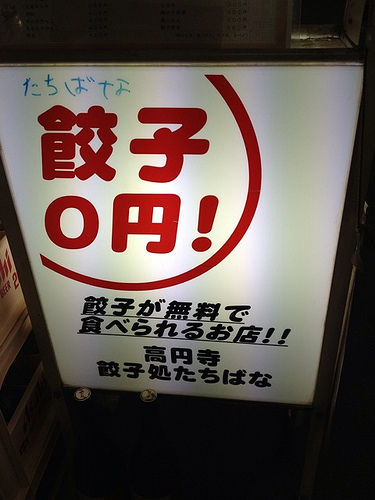 たちばな
餃子
0円!
餃子が無料で
食べられるお店!!
高円寺
餃子処たちばな
BEER